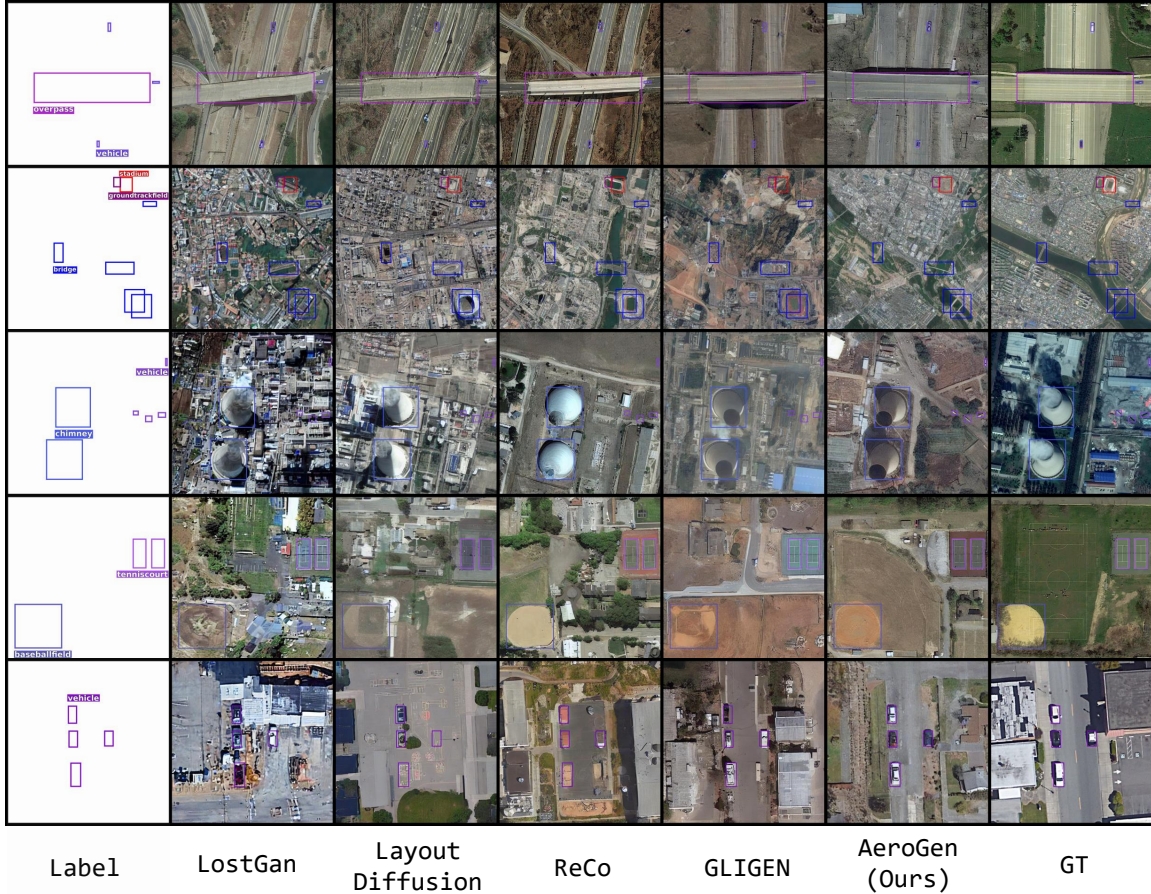 overpass
vehicle
stadium
groundtrackfield
bridge
vehicle
chimney
tenniscourt
baseballfield
vehicle
Label
LostGan
Layout
Diffusion
ReCo
GLIGEN
AeroGen
(Ours)
GT